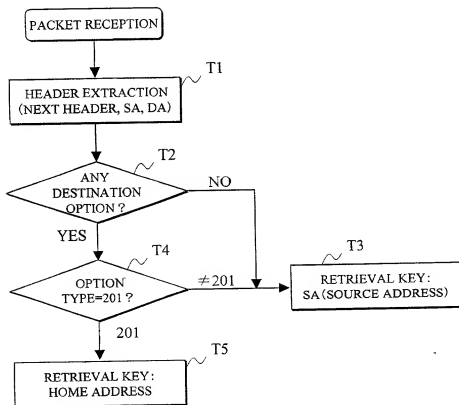 PACKET RECEPTION
T1
HEADER EXTRACTION
(NEXT HEADER, SA, DA)
T2
ANY
DESTINATION
OPTION ?
NO
YES
T4
T3
OPTION
TYPE=201 ?
≠201
RETRIEVAL KEY:
SA(SOURCE ADDRESS)
201
T5
RETRIEVAL KEY:
HOME ADDRESS